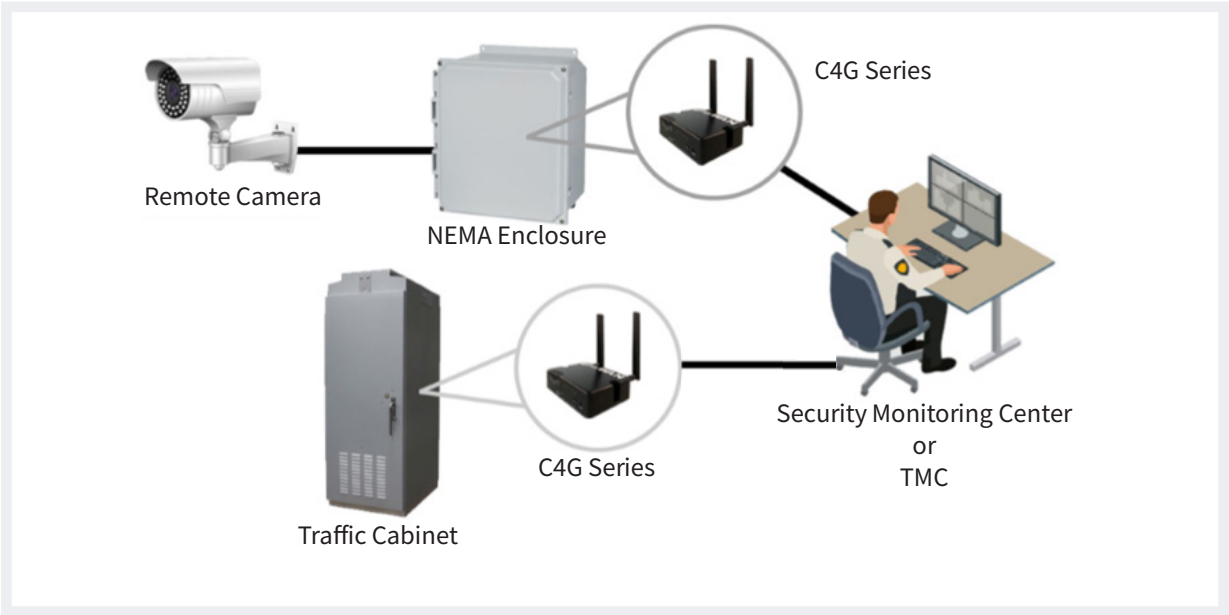 C4G Series
Remote Camera
NEMA Enclosure
C4G Series
Security Monitoring Center
or
TMC
Traffic Cabinet